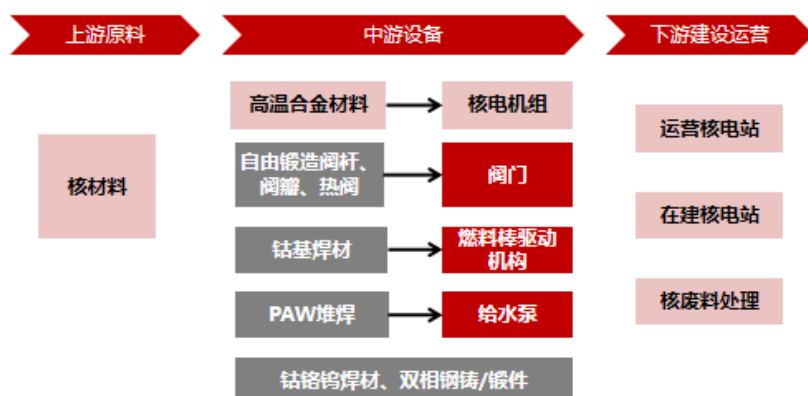 上游原料
中游设备
下游建设运营
高温合金材料
核电机组
运营核电站
核材料
自由锻造阀杆、
阀瓣、热阀
阀门
在建核电站
钴基焊材
燃料棒驱动
机构
核废料处理
PAW堆焊
给水泵
钴铬钨焊材、双相钢铸/锻件